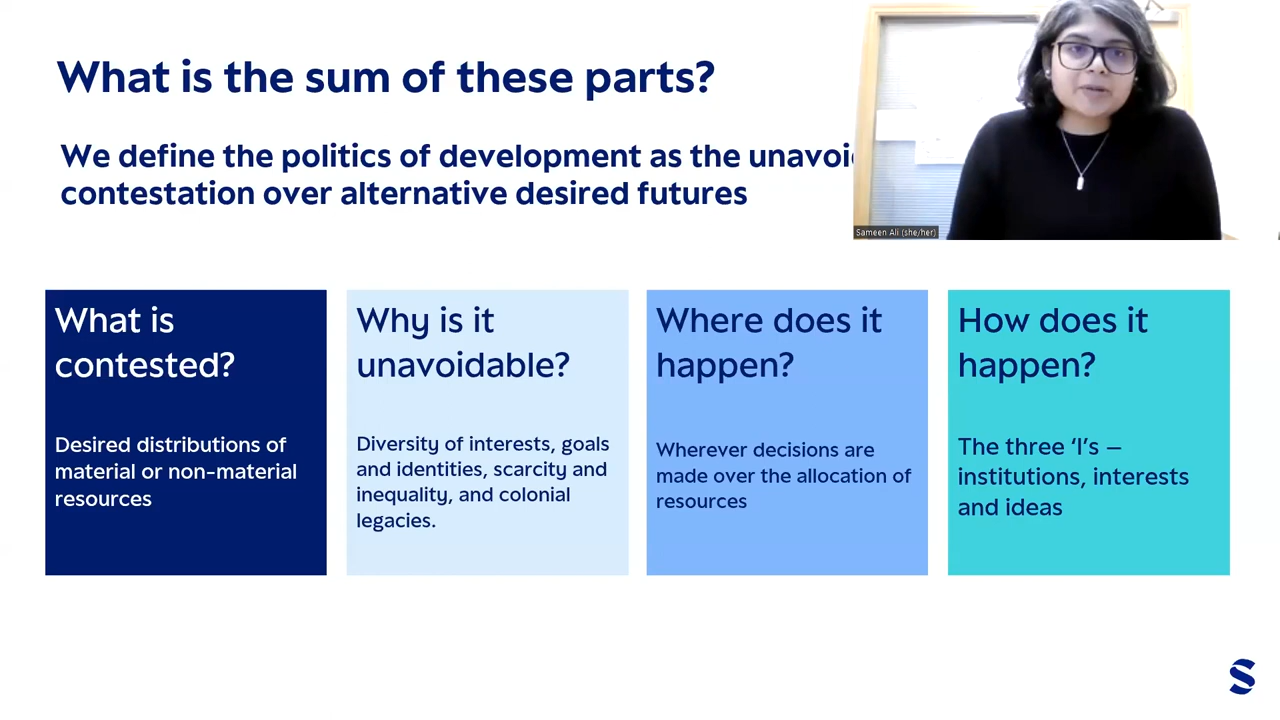 What is the sum of these parts?
We define the politics of development as the
contestation over alternative desired futures
Sameen Ali (she/her)
What is
contested?
Desired distributions of
material or non-material
resources
Why is it
unavoidable?
Diversity of interests, goals
and identities, scarcity and
inequality, and colonial
legacies.
Where does it
happen?
Wherever decisions are
made over the allocation of
resources
How does it
happen?
The three ‘I’s –
institutions, interests
and ideas
S